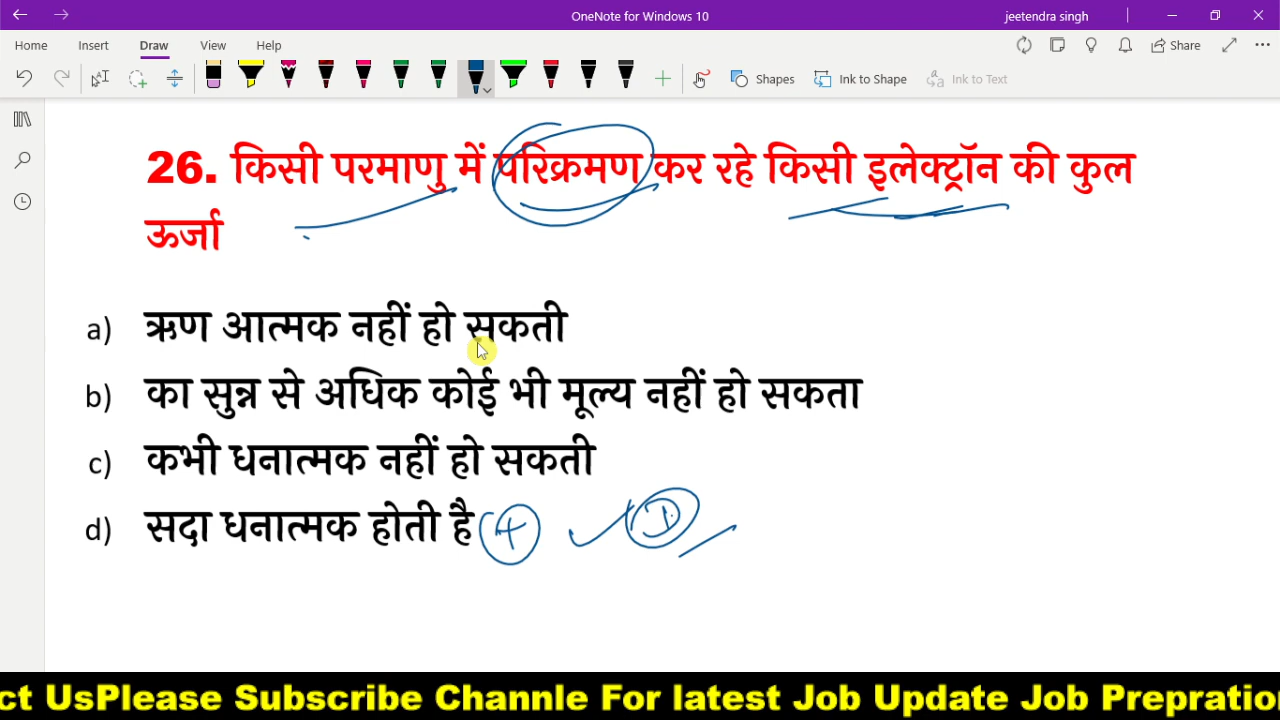 OneNote for Windows 10
jeetendra singh
Home Insert Draw View Help
Share
Shapes Ink to Shape Ink to Text
26. किसी परमाणु में परिक्रमण कर रहे किसी इलेक्ट्रॉन की कुल
ऊर्जा
a) ऋण आत्मक नहीं हो सकती
b) का सुन्न से अधिक कोई भी मूल्य नहीं हो सकता
c) कभी धनात्मक नहीं हो सकती
d) सदा धनात्मक होती है + D
ct UsPlease Subscribe Channle For latest Job Update Job Prepratio